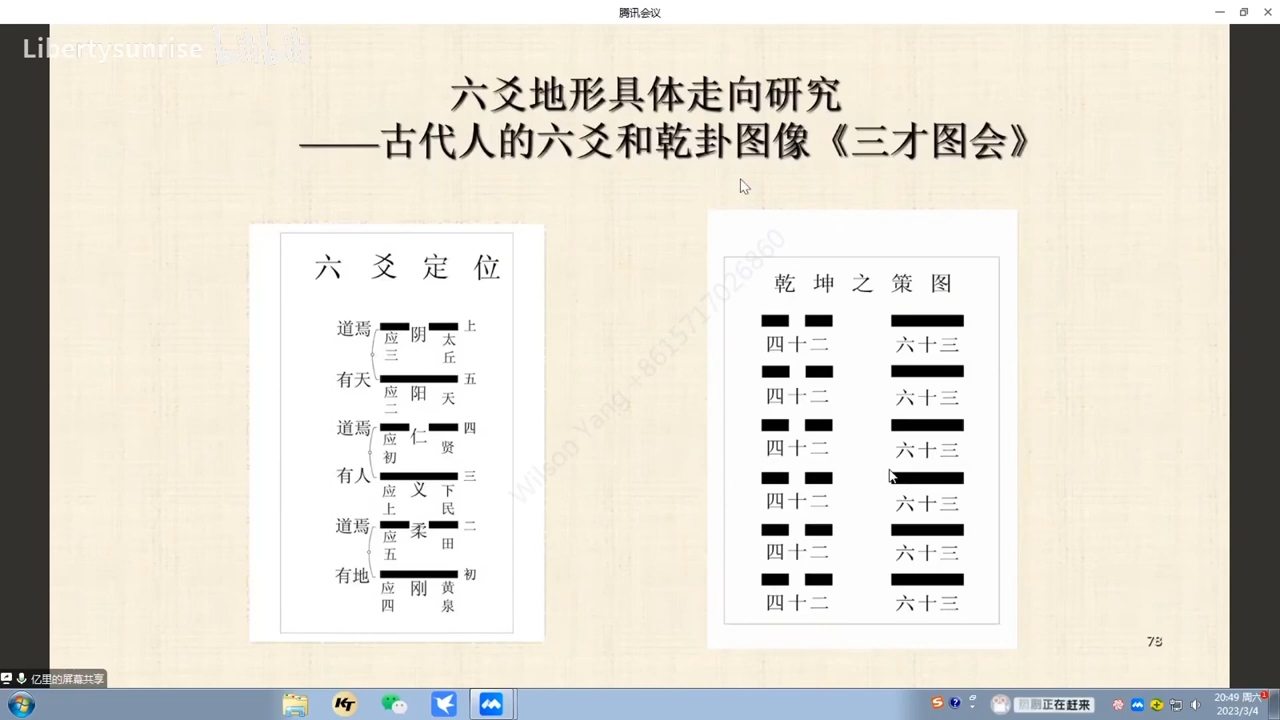 腾讯会议
Libertysunrise
六爻地形具体走向研究
——古代人的六爻和乾卦图像《三才图会》
六爻定位
道焉 应三 阴 太丘 上
有天 应二 阳 天 五
道焉 应初 仁 贤 四
有人 应上 义 下民 三
道焉 应五 柔 田 二
有地 应四 刚 黄泉 初
乾坤之策图
四十二 六十三
四十二 六十三
四十二 六十三
四十二 六十三
四十二 六十三
四十二 六十三
Wilson Yang +8615717026860
78
亿里的屏幕共享
正在赶来
20:49 周六
2023/3/4